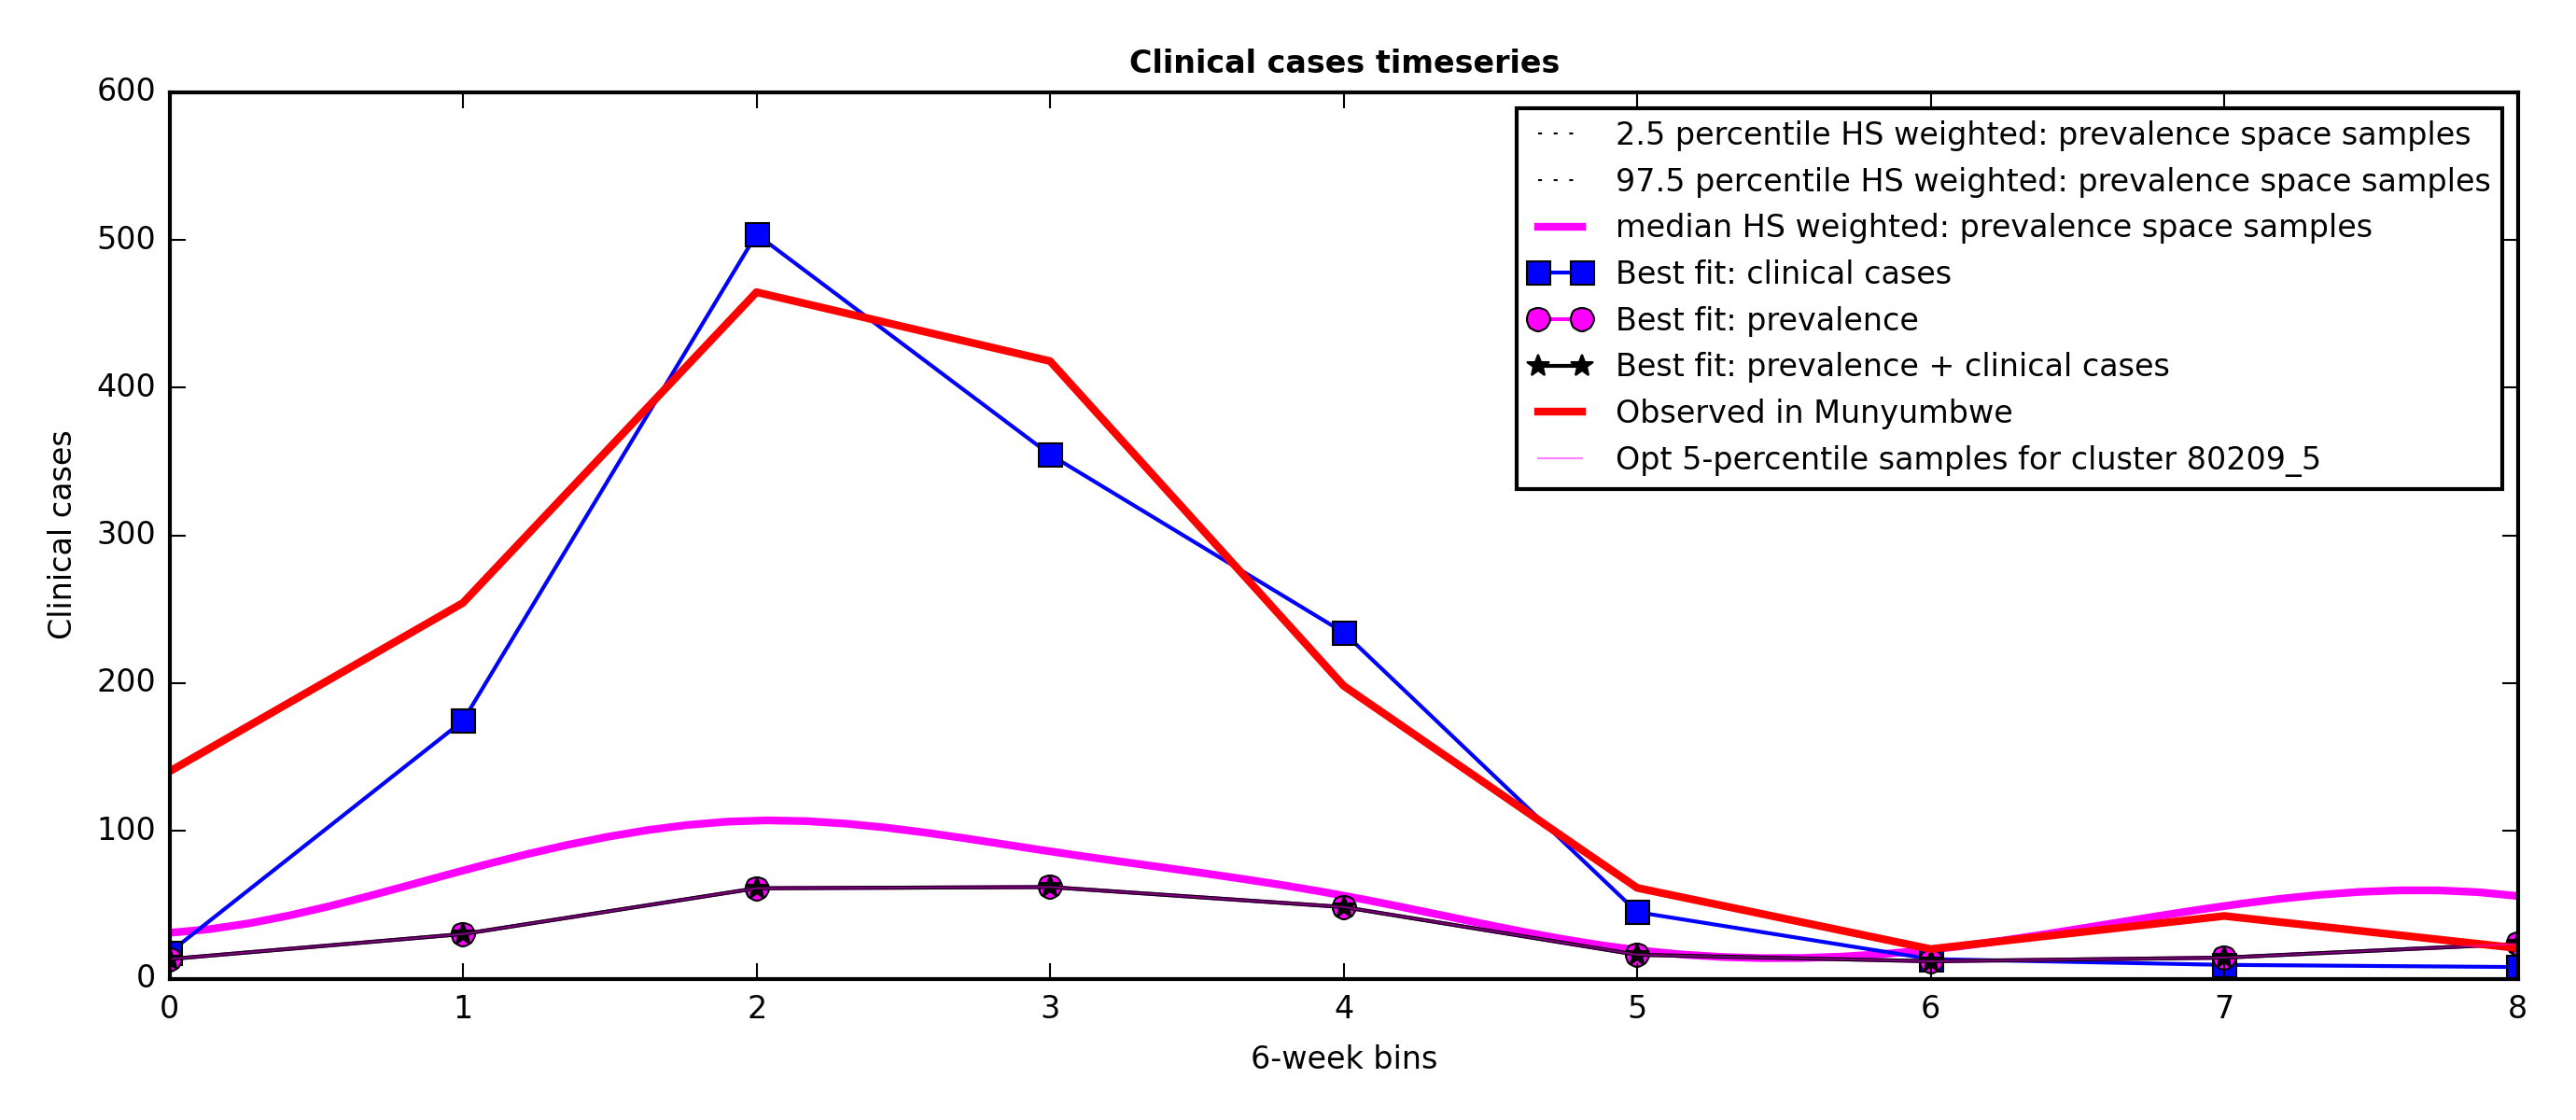 Clinical cases timeseries
600
500
400
300
200
100
0
Clinical cases
2.5 percentile HS weighted: prevalence space samples
97.5 percentile HS weighted: prevalence space samples
median HS weighted: prevalence space samples
Best fit: clinical cases
Best fit: prevalence
Best fit: prevalence + clinical cases
Observed in Munyumbwe
Opt 5-percentile samples for cluster 80209_5
0 1 2 3 4 5 6 7 8
6-week bins